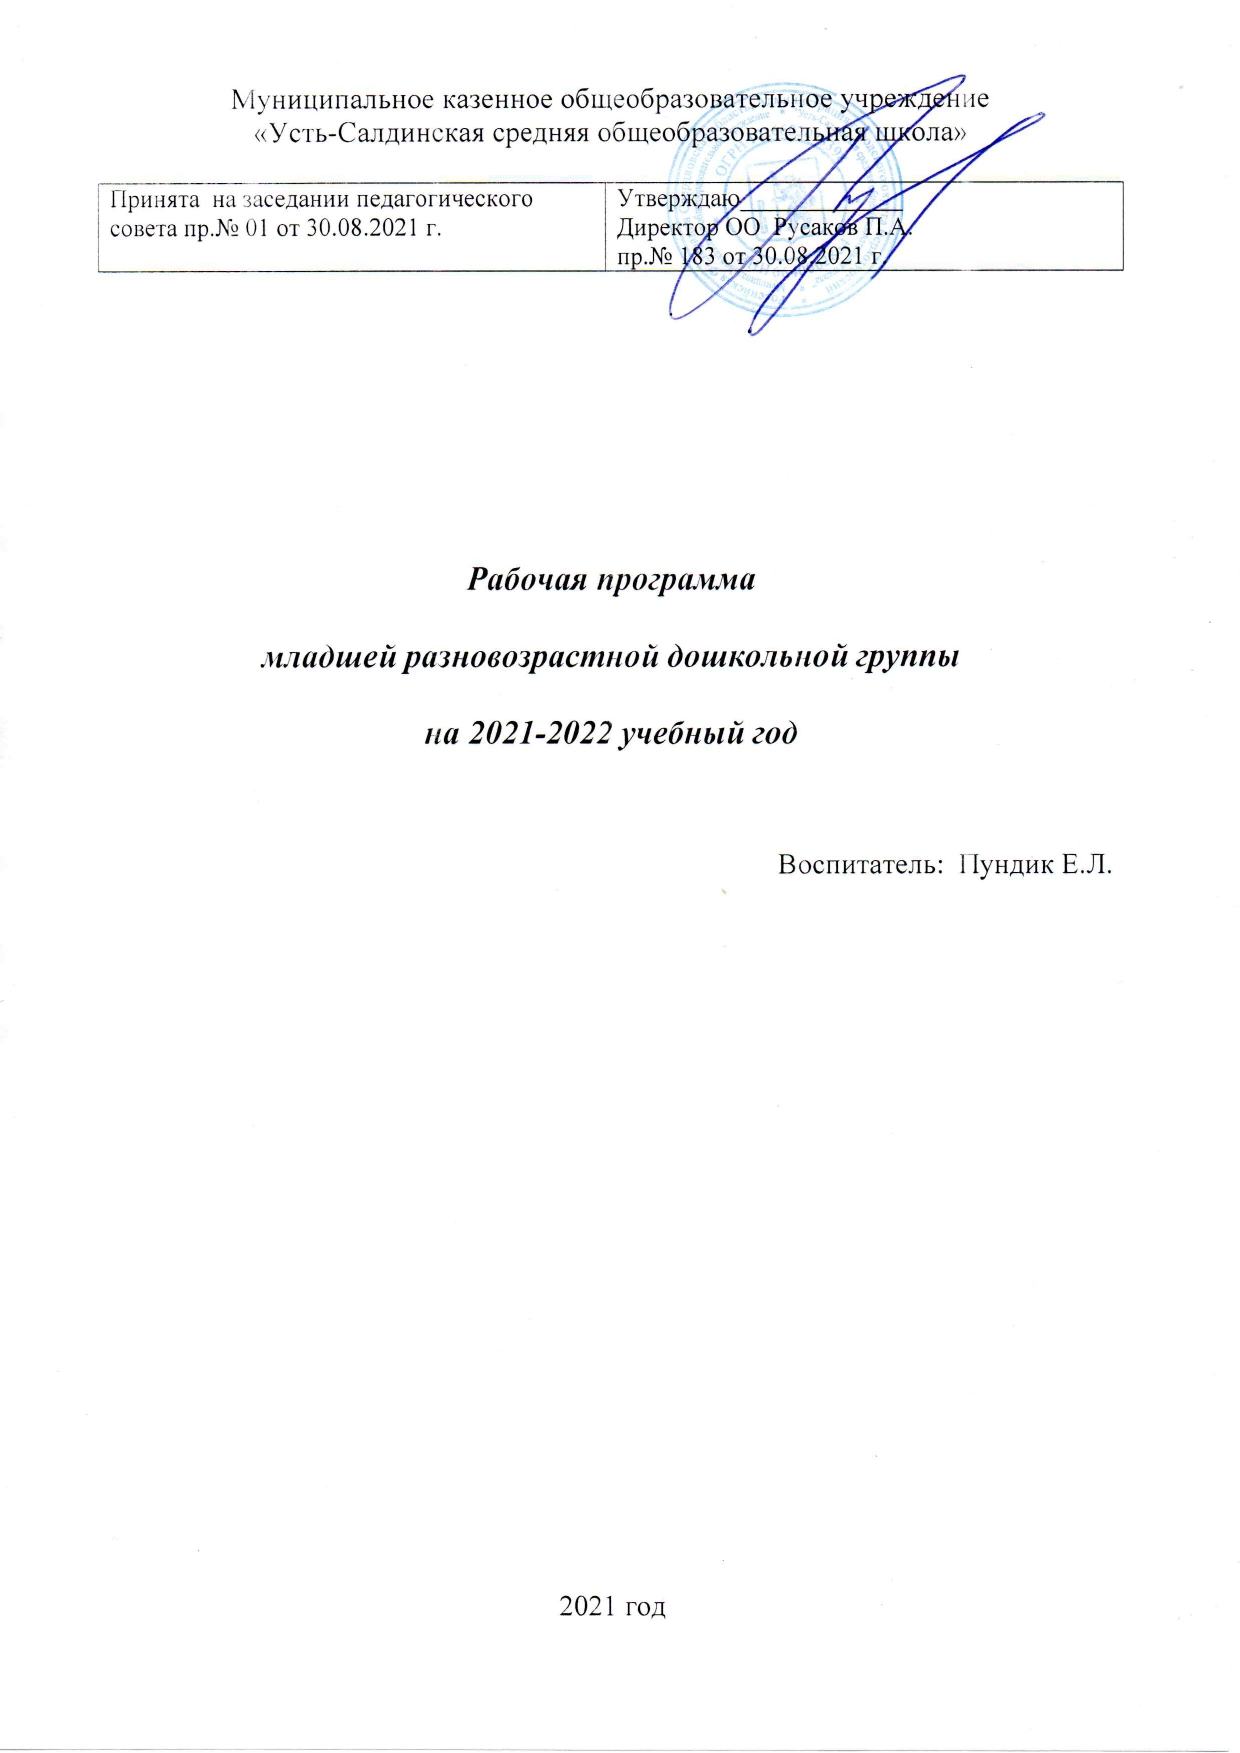 Муниципальное казенное общеобразовательное учреждение
«Усть-Салдинская средняя общеобразовательная школа»
Принята на заседании педагогического
совета пр.№ 01 от 30.08.2021 г.
Утверждаю_____________
Директор ОО Русаков П.А.
пр.№ 183 от 30.08.2021 г.
ОГРН
Рабочая программа
младшей разновозрастной дошкольной группы
на 2021-2022 учебный год
Воспитатель: Пундик Е.Л.
2021 год